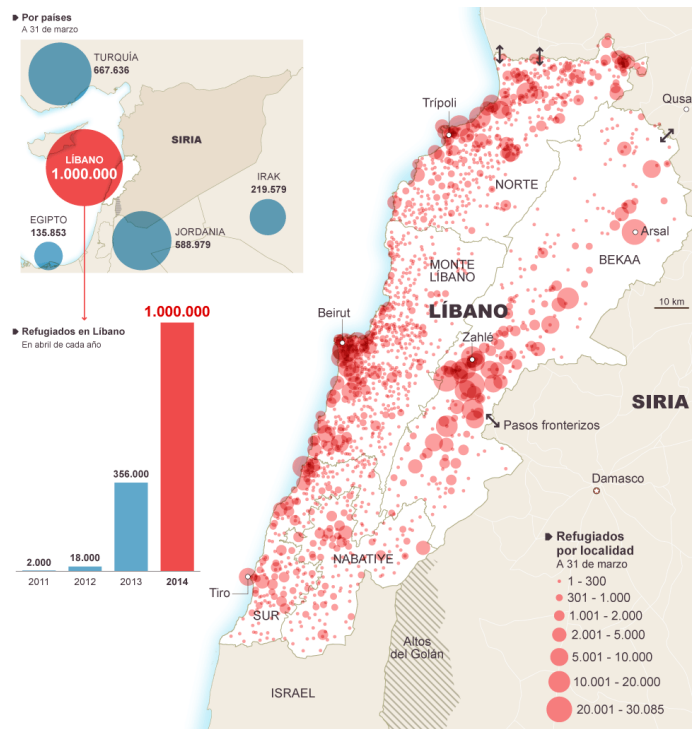 Por países
A 31 de marzo
TURQUÍA
667.636
SIRIA
LÍBANO
1.000.000
IRAK
219.579
EGIPTO
135.853
JORDANIA
588.979
Refugiados en Líbano
En abril de cada año
1.000.000
356.000
18.000
2.000
2011
2012
2013
2014
Trípoli
Qusa
NORTE
Arsal
BEKAA
MONTE
LÍBANO
10 km
Beirut
LÍBANO
Zahlé
SIRIA
Pasos fronterizos
Damasco
NABATIYE
Tiro
SUR
Altos
del Golán
ISRAEL
Refugiados
por localidad
A 31 de marzo
1 - 300
301 - 1.000
1.001 - 2.000
2.001 - 5.000
5.001 - 10.000
10.001 - 20.000
20.001 - 30.085